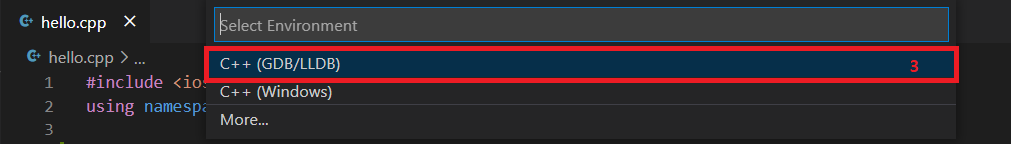 hello.cpp
Select Environment
hello.cpp > ...
C++ (GDB/LLDB) 3
1 #include <ios
C++ (Windows)
2 using namespa
More...
3